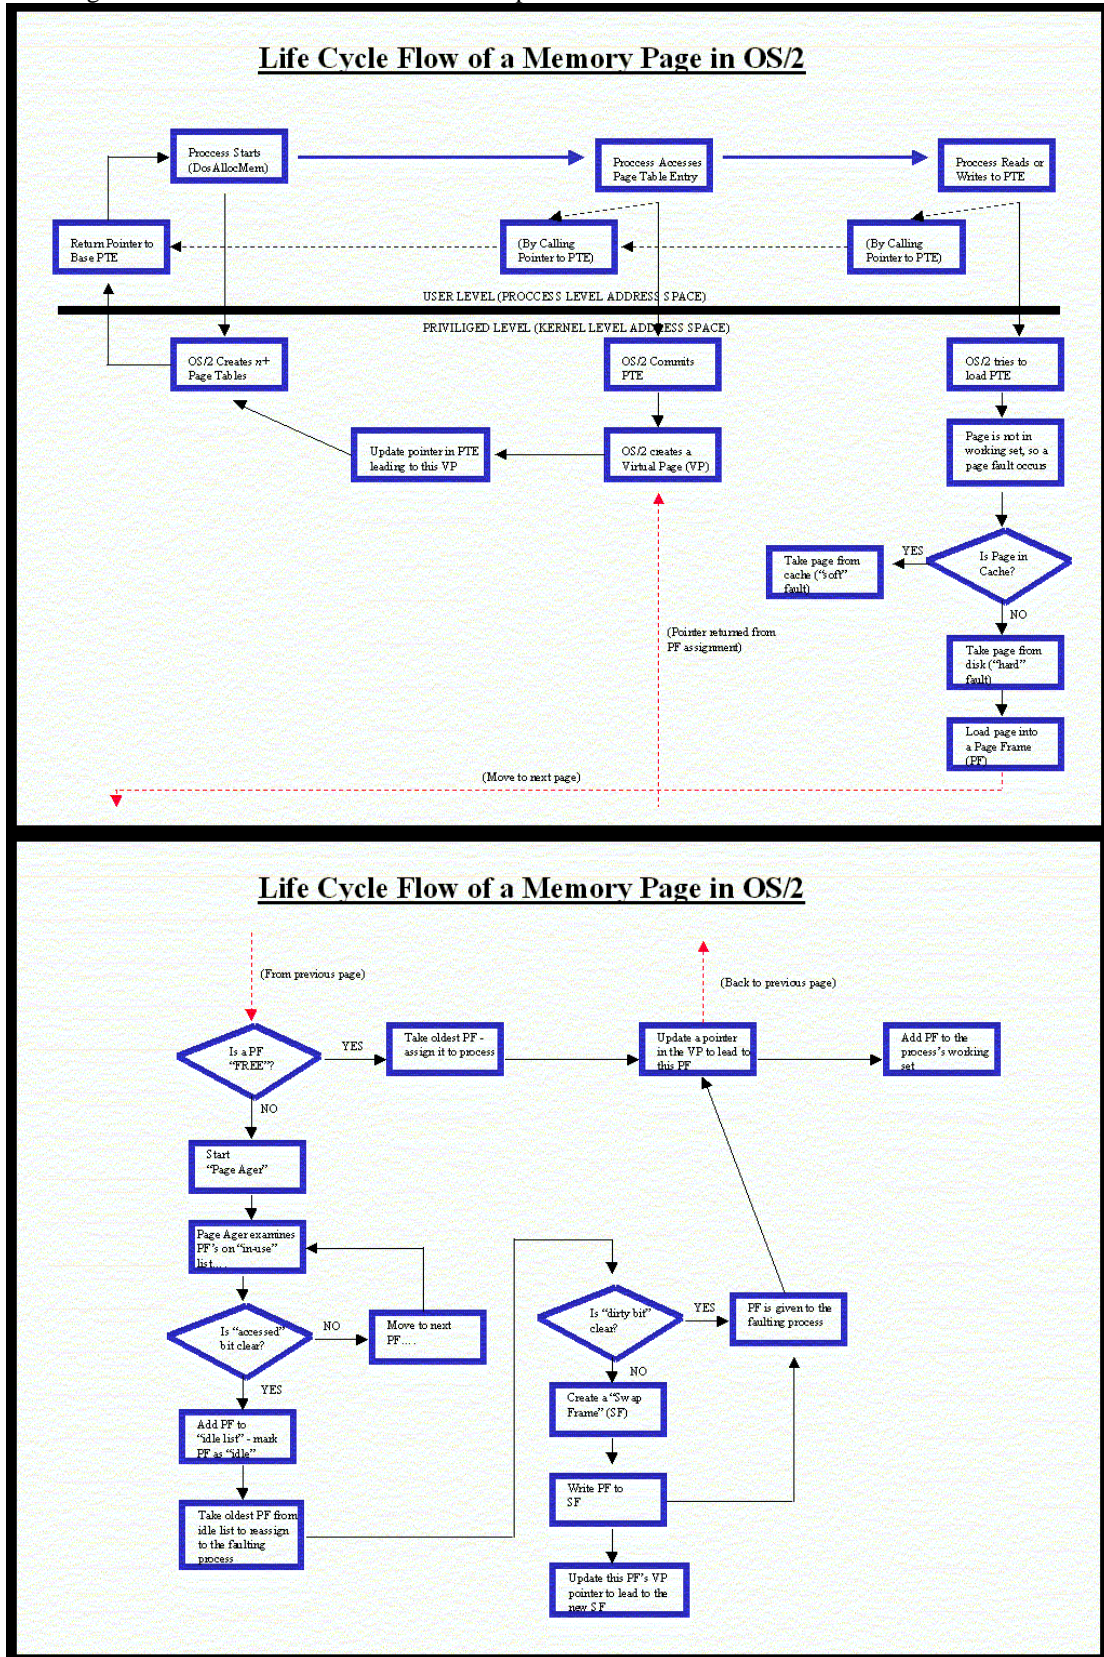 Life Cycle Flow of a Memory Page in OS/2
Proccess Starts
(DosAllocMem)
Proccess Accesses
Page Table Entry
Proccess Reads or
Writes to PTE
Return Pointer to
Base PTE
(By Calling
Pointer to PTE)
(By Calling
Pointer to PTE)
USER LEVEL (PROCCESS LEVEL ADDRESS SPACE)
PRIVILIGED LEVEL (KERNEL LEVEL ADDRESS SPACE)
OS/2 Creates n+
Page Tables
OS/2 Commits
PTE
OS/2 tries to
load PTE
Update pointer in PTE
leading to this VP
OS/2 creates a
Virtual Page (VP)
Page is not in
working set, so a
page fault occurs
Is Page in
Cache?
YES
Take page from
cache ("soft"
fault)
NO
(Pointer returned from
PF assignment)
Take page from
disk ("hard"
fault)
Load page into
a Page Frame
(PF)
(Move to next page)
Life Cycle Flow of a Memory Page in OS/2
(From previous page)
(Back to previous page)
Is a PF
"FREE"?
YES
Take oldest PF -
assign it to process
Update a pointer
in the VP to lead to
this PF
Add PF to the
process's working
set
NO
Start
"Page Ager"
Page Ager examines
PF's on "in-use"
list....
Is "accessed"
bit clear?
NO
Move to next
PF....
Is "dirty bit"
clear?
YES
PF is given to the
faulting process
YES
NO
Add PF to
"idle list" - mark
PF as "idle"
Create a "Swap
Frame" (SF)
Take oldest PF from
idle list to reassign
to the faulting
process
Write PF to
SF
Update this PF's VP
pointer to lead to the
new SF